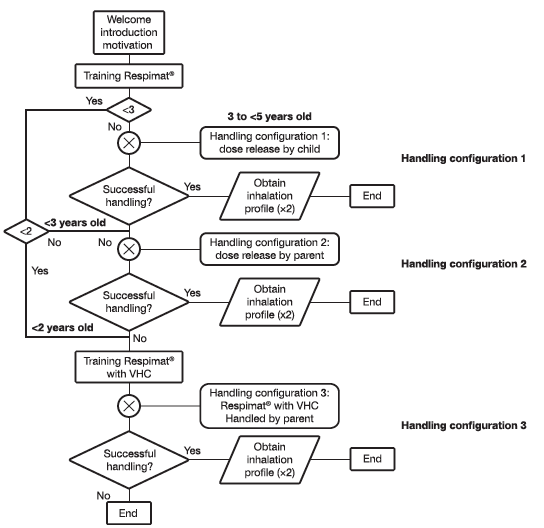 Welcome
introduction
motivation
Training Respimat®
Yes
<3
No
3 to <5 years old
Handling configuration 1:
dose release by child
Handling configuration 1
Successful
handling?
Yes
Obtain
inhalation
profile (×2)
End
<2
<3 years old
No
No
Handling configuration 2:
dose release by parent
Handling configuration 2
Yes
Successful
handling?
Yes
Obtain
inhalation
profile (×2)
End
<2 years old
No
Training Respimat®
with VHC
Handling configuration 3:
Respimat® with VHC
Handled by parent
Handling configuration 3
Successful
handling?
Yes
Obtain
inhalation
profile (×2)
End
No
End